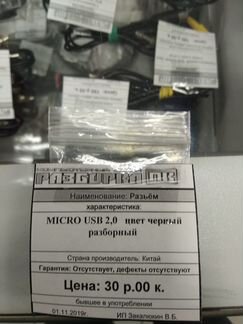 РАЗБИРАЛОВ
Наименование: Разъём
характеристика:
MICRO USB 2,0 цвет черный
разборный
Страна производитель: Китай
Гарантия: Отсутствует, дефекты отсутствуют
Цена: 30 р.00 к.
бывшее в употреблении
01.11.2019г. ИП Закалюкин В.Б.